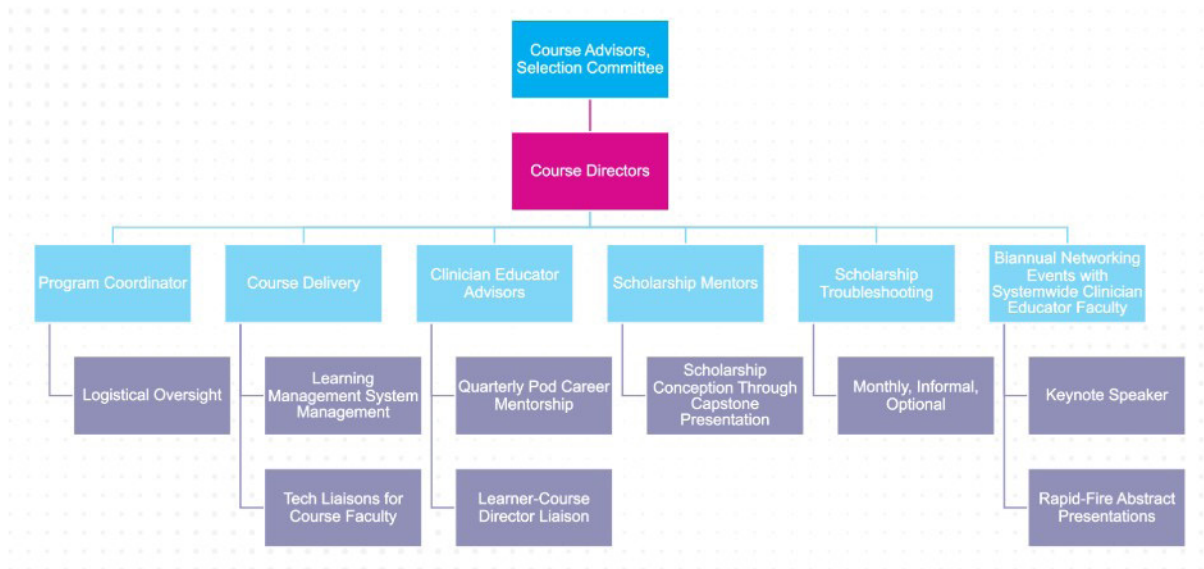 Course Advisors,
Selection Committee
Course Directors
Program Coordinator
Course Delivery
Clinician Educator
Advisors
Scholarship Mentors
Scholarship
Troubleshooting
Biannual Networking
Events with
Systemwide Clinician
Educator Faculty
Logistical Oversight
Learning
Management System
Management
Quarterly Pod Career
Mentorship
Scholarship
Conception Through
Capstone
Presentation
Monthly, Informal,
Optional
Keynote Speaker
Tech Liaisons for
Course Faculty
Learner-Course
Director Liaison
Rapid-Fire Abstract
Presentations